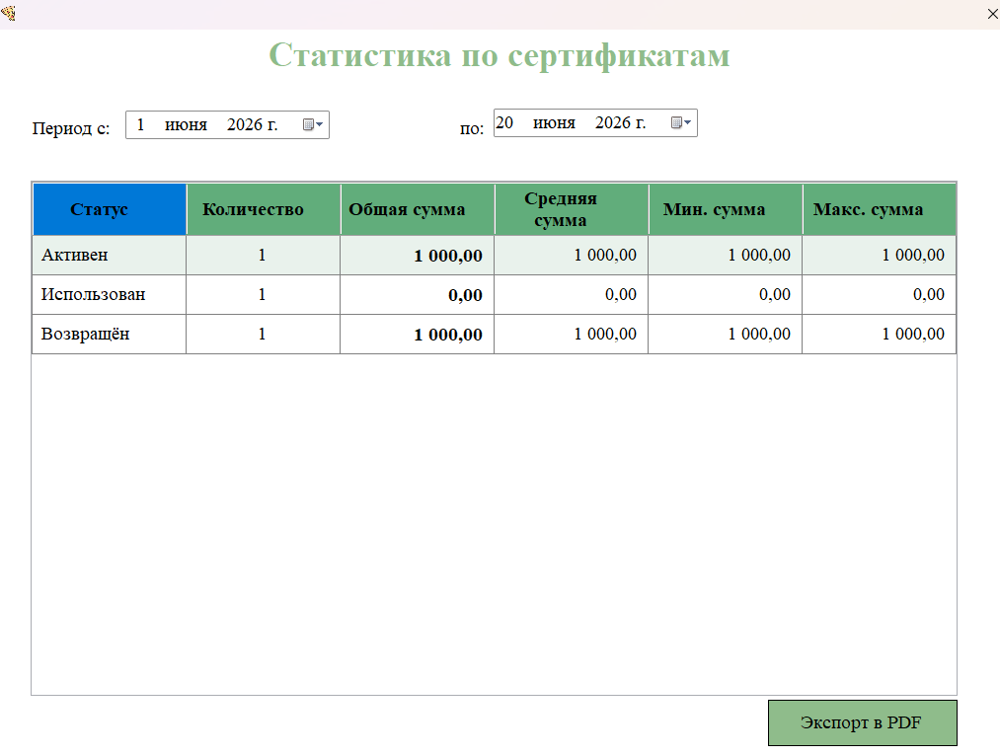 Статистика по сертификатам
Период с: 1 июня 2026 г. по: 20 июня 2026 г.
Статус Количество Общая сумма Средняя сумма Мин. сумма Макс. сумма
Активен 1 1 000,00 1 000,00 1 000,00 1 000,00
Использован 1 0,00 0,00 0,00 0,00
Возвращён 1 1 000,00 1 000,00 1 000,00 1 000,00
Экспорт в PDF